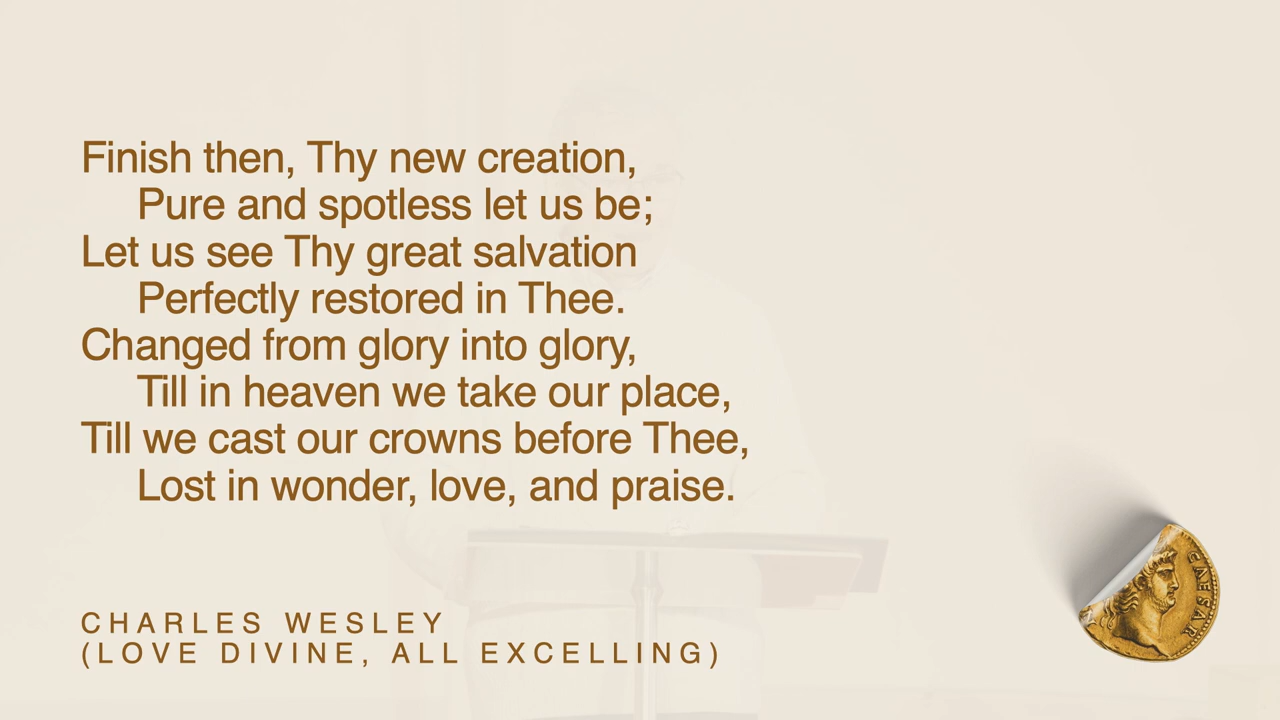 Finish then, Thy new creation,
Pure and spotless let us be;
Let us see Thy great salvation
Perfectly restored in Thee.
Changed from glory into glory,
Till in heaven we take our place,
Till we cast our crowns before Thee,
Lost in wonder, love, and praise.
CHARLES WESLEY
(LOVE DIVINE, ALL EXCELLING)
CAESAR